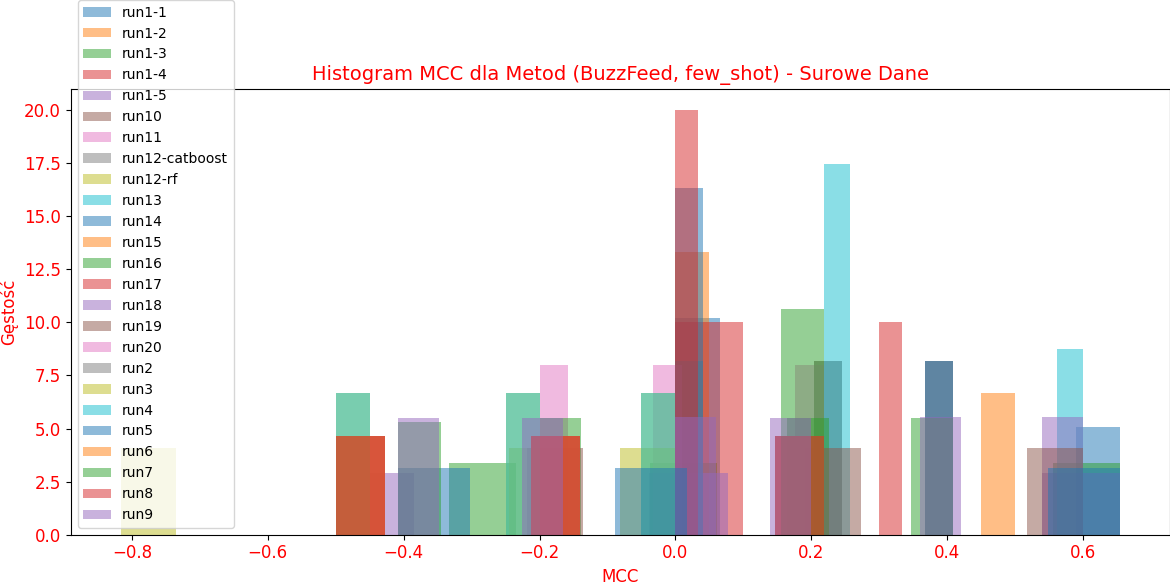 run1-1
run1-2
run1-3
run1-4
run1-5
run10
run11
run12-catboost
run12-rf
run13
run14
run15
run16
run17
run18
run19
run20
run2
run3
run4
run5
run6
run7
run8
run9
Histogram MCC dla Metod (BuzzFeed, few_shot) - Surowe Dane
Gęstość
20.0
17.5
15.0
12.5
10.0
7.5
5.0
2.5
0.0
−0.8
−0.6
−0.4
−0.2
0.0
0.2
0.4
0.6
MCC